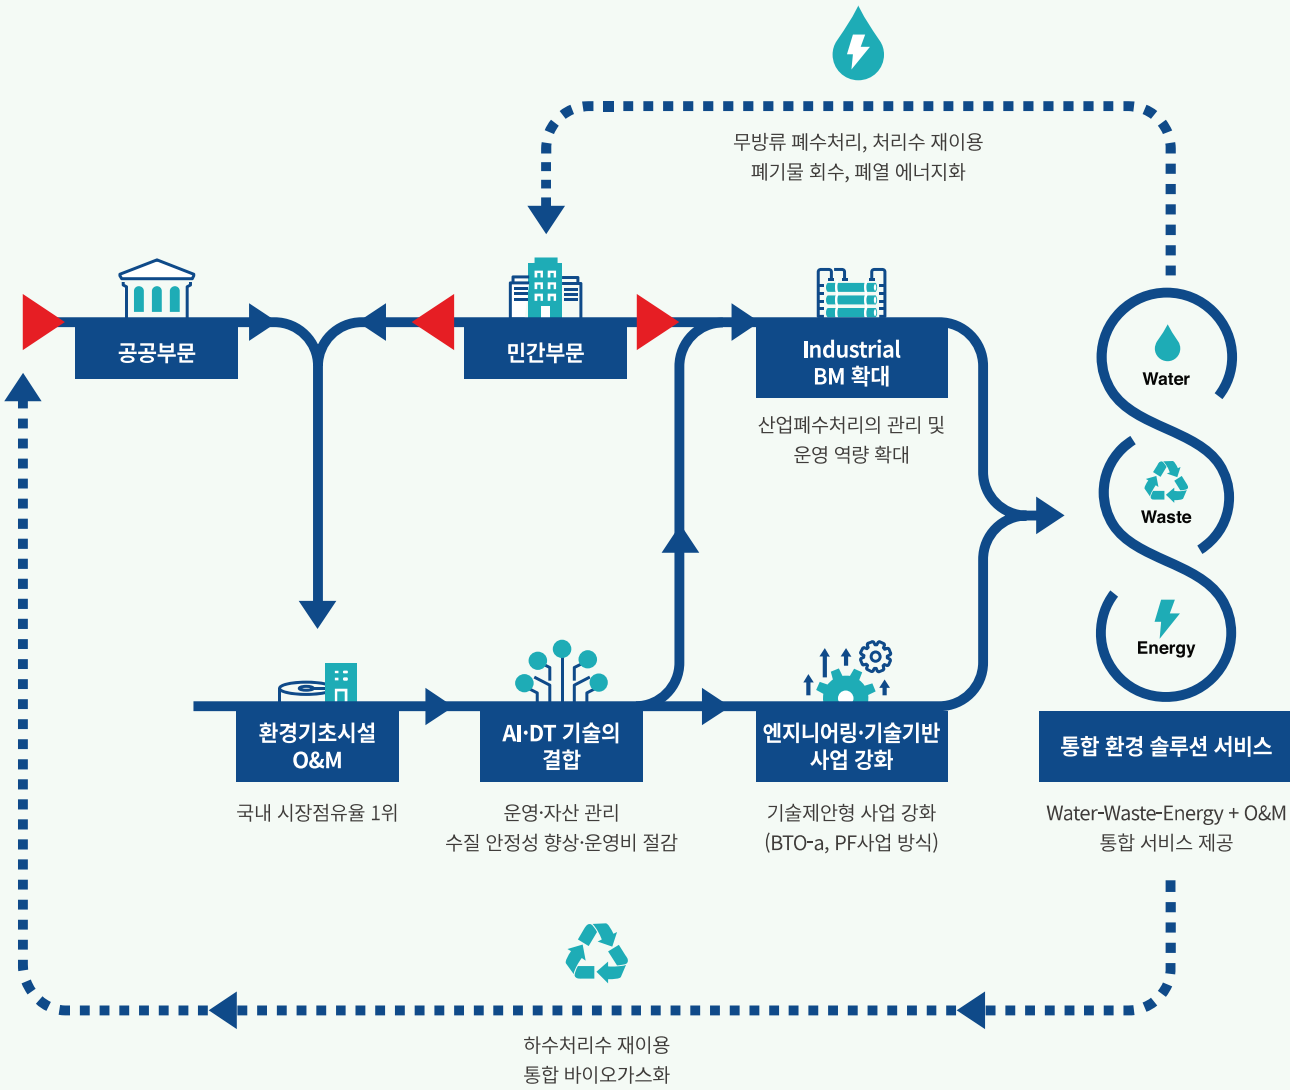 무방류 폐수처리, 처리수 재이용
폐기물 회수, 폐열 에너지화
공공부문
민간부문
Industrial
BM 확대
산업폐수처리의 관리 및
운영 역량 확대
Water
Waste
Energy
환경기초시설
O&M
국내 시장점유율 1위
AI·DT 기술의
결합
운영·자산 관리
수질 안정성 향상·운영비 절감
엔지니어링·기술기반
사업 강화
기술제안형 사업 강화
(BTO-a, PF사업 방식)
통합 환경 솔루션 서비스
Water-Waste-Energy + O&M
통합 서비스 제공
하수처리수 재이용
통합 바이오가스화